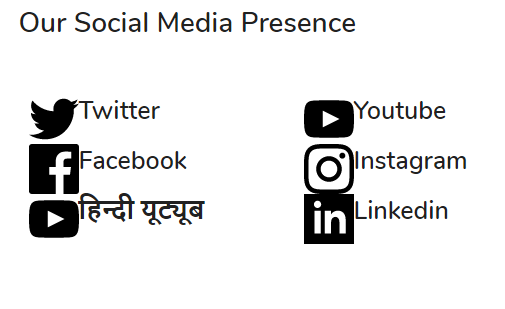 Our Social Media Presence
Twitter Youtube
Facebook Instagram
हिन्दी यूट्यूब Linkedin